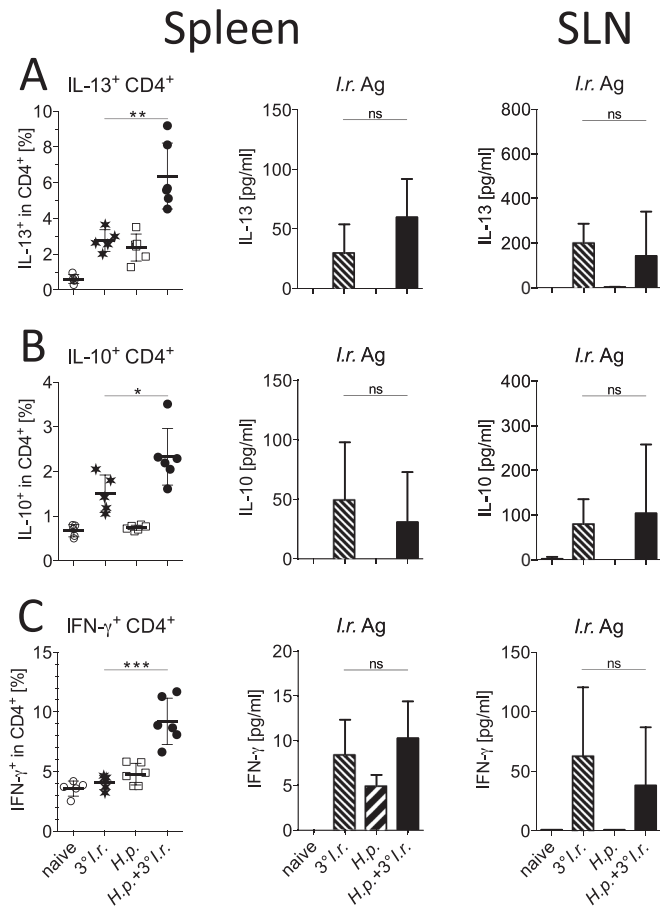 Spleen SLN
A
IL-13⁺ CD4⁺
I.r. Ag
I.r. Ag
IL-13⁺ in CD4⁺ [%]
10
8
6
4
2
0
**
IL-13 [pg/ml]
150
100
50
0
ns
IL-13 [pg/ml]
800
600
400
200
0
ns
B
IL-10⁺ CD4⁺
I.r. Ag
I.r. Ag
IL-10⁺ in CD4⁺ [%]
4
3
2
1
0
*
IL-10 [pg/ml]
150
100
50
0
ns
IL-10 [pg/ml]
400
300
200
100
0
ns
C
IFN-γ⁺ CD4⁺
I.r. Ag
I.r. Ag
IFN-γ⁺ in CD4⁺ [%]
15
10
5
0
***
IFN-γ [pg/ml]
20
15
10
5
0
ns
IFN-γ [pg/ml]
150
100
50
0
ns
naive
3° I.r.
H.p.
H.p.+3° I.r.
naive
3° I.r.
H.p.
H.p.+3° I.r.
naive
3° I.r.
H.p.
H.p.+3° I.r.